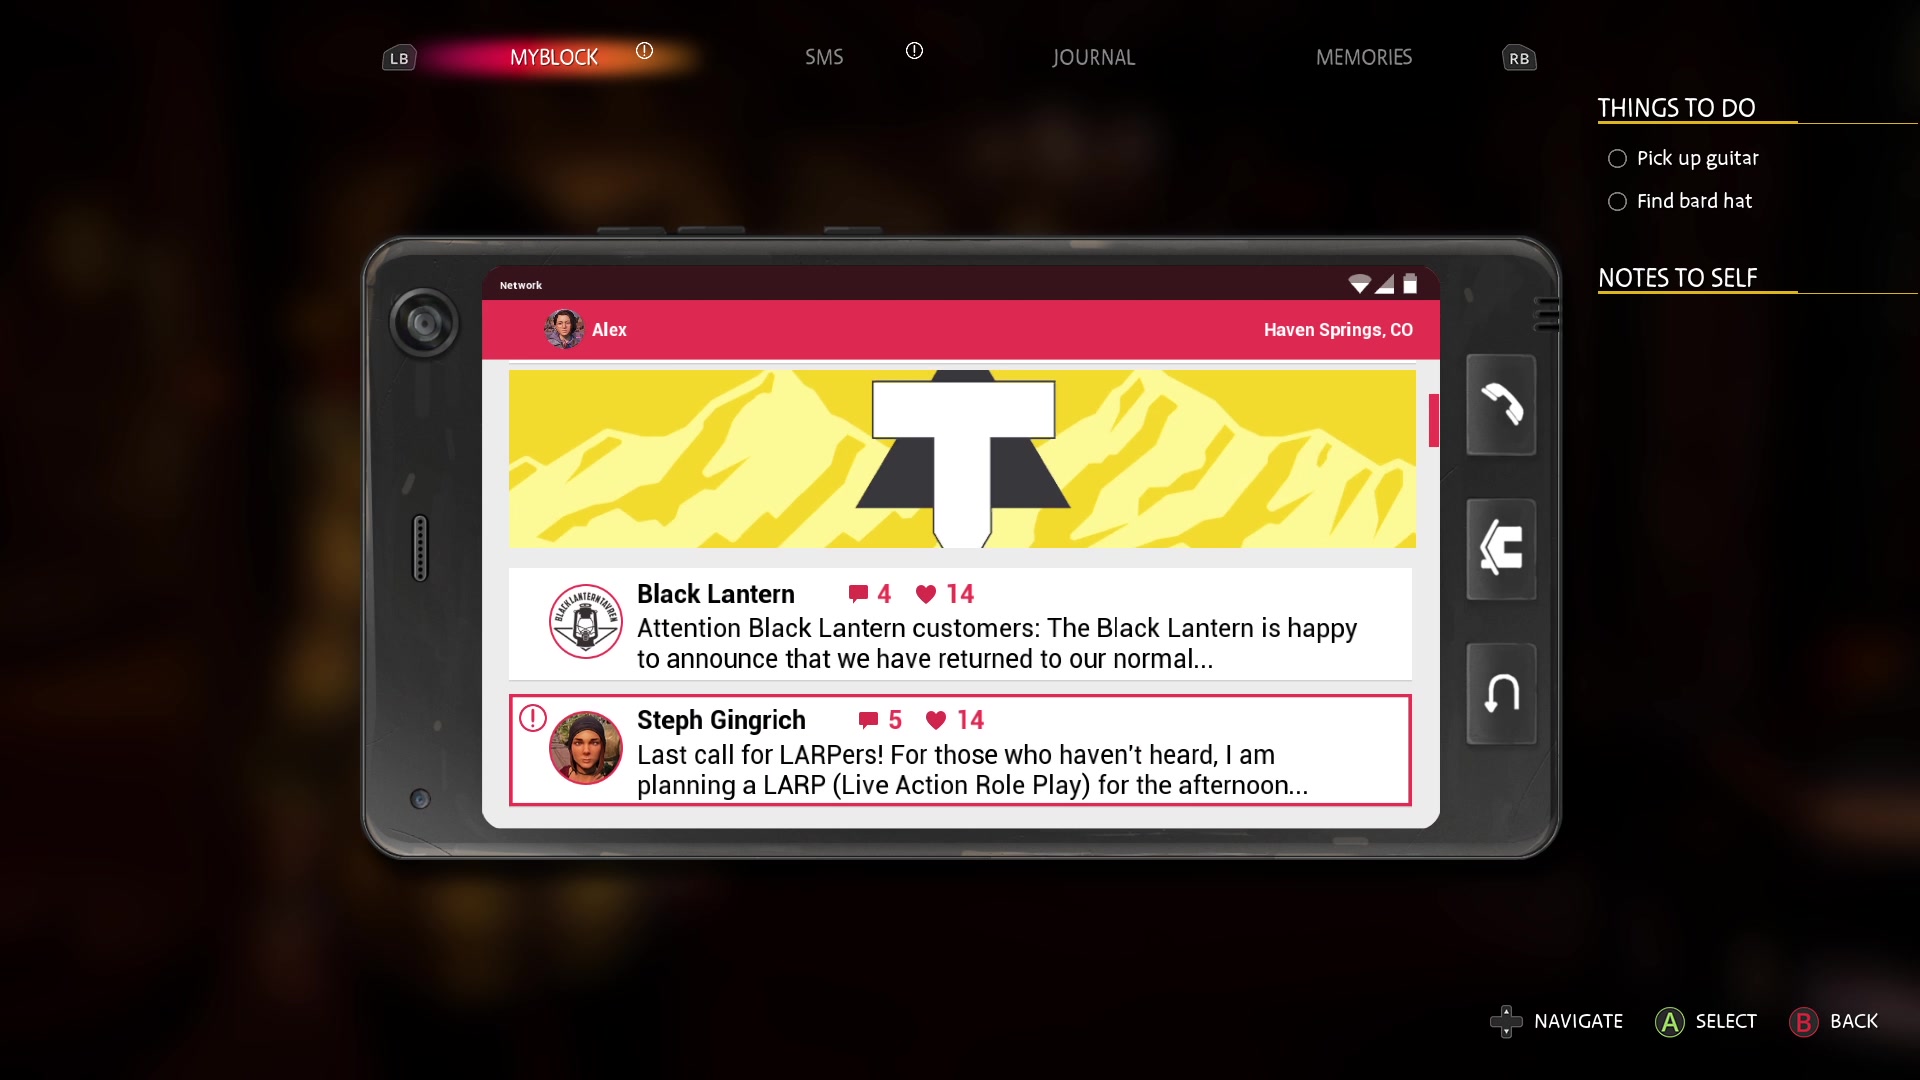 LB
MYBLOCK
SMS
JOURNAL
MEMORIES
RB
THINGS TO DO
Pick up guitar
Find bard hat
NOTES TO SELF
Network
Alex
Haven Springs, CO
T
BLACK LANTERN TAVREN
Black Lantern 4 14
Attention Black Lantern customers: The Black Lantern is happy
to announce that we have returned to our normal...
Steph Gingrich 5 14
Last call for LARPers! For those who haven't heard, I am
planning a LARP (Live Action Role Play) for the afternoon...
NAVIGATE
A SELECT
B BACK